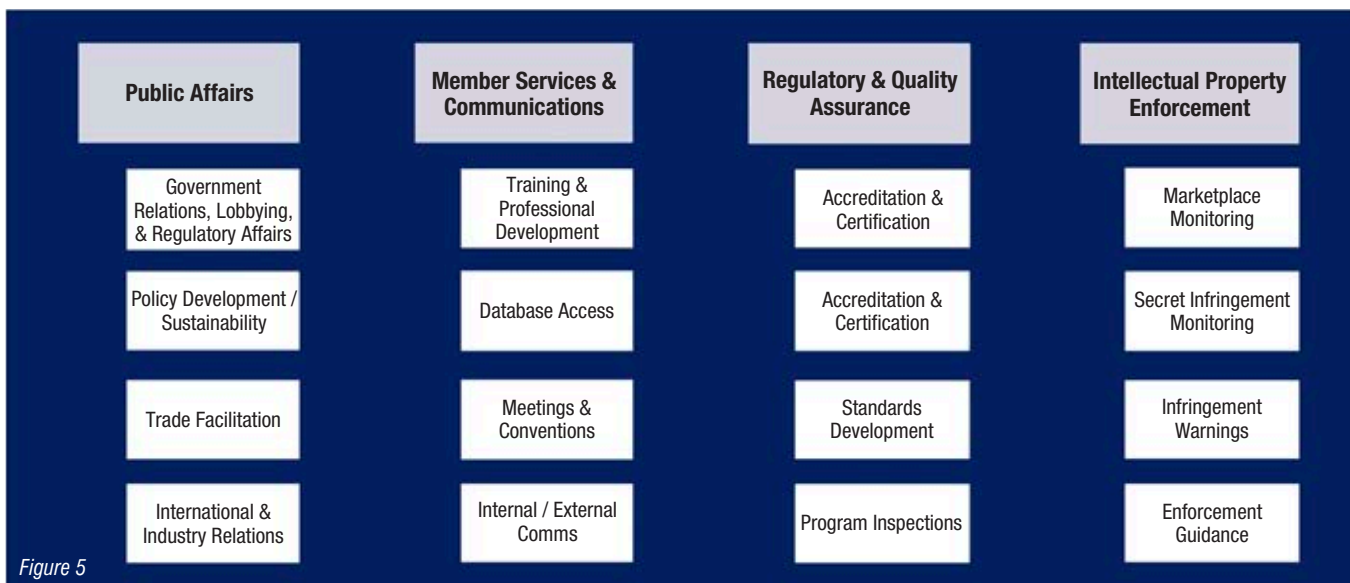 Public Affairs
Government
Relations, Lobbying,
& Regulatory Affairs
Policy Development /
Sustainability
Trade Facilitation
International &
Industry Relations
Member Services &
Communications
Training &
Professional
Development
Database Access
Meetings &
Conventions
Internal / External
Comms
Regulatory & Quality
Assurance
Accreditation &
Certification
Accreditation &
Certification
Standards
Development
Program Inspections
Intellectual Property
Enforcement
Marketplace
Monitoring
Secret Infringement
Monitoring
Infringement
Warnings
Enforcement
Guidance
Figure 5